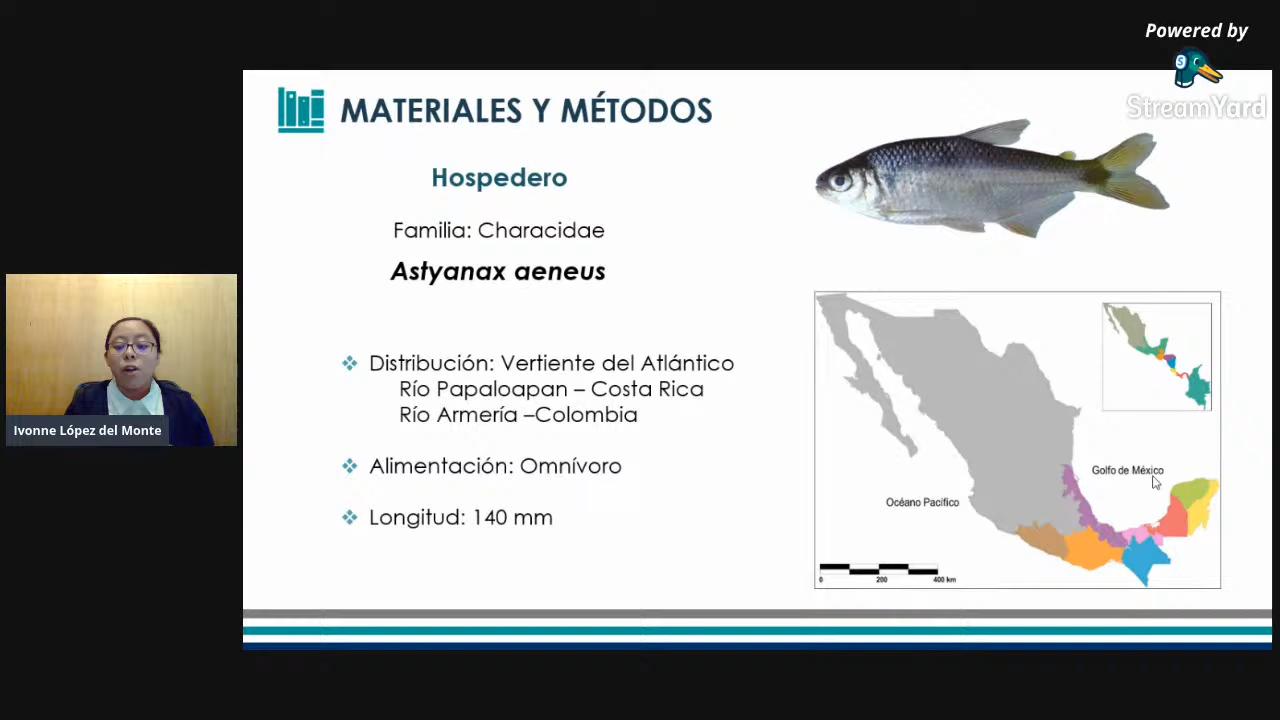 Powered by
StreamYard
MATERIALES Y MÉTODOS
Hospedero
Familia: Characidae
Astyanax aeneus
Distribución: Vertiente del Atlántico
Río Papaloapan – Costa Rica
Río Armería –Colombia
Alimentación: Omnívoro
Longitud: 140 mm
Golfo de México
Océano Pacífico
0 200 400 km
Ivonne López del Monte